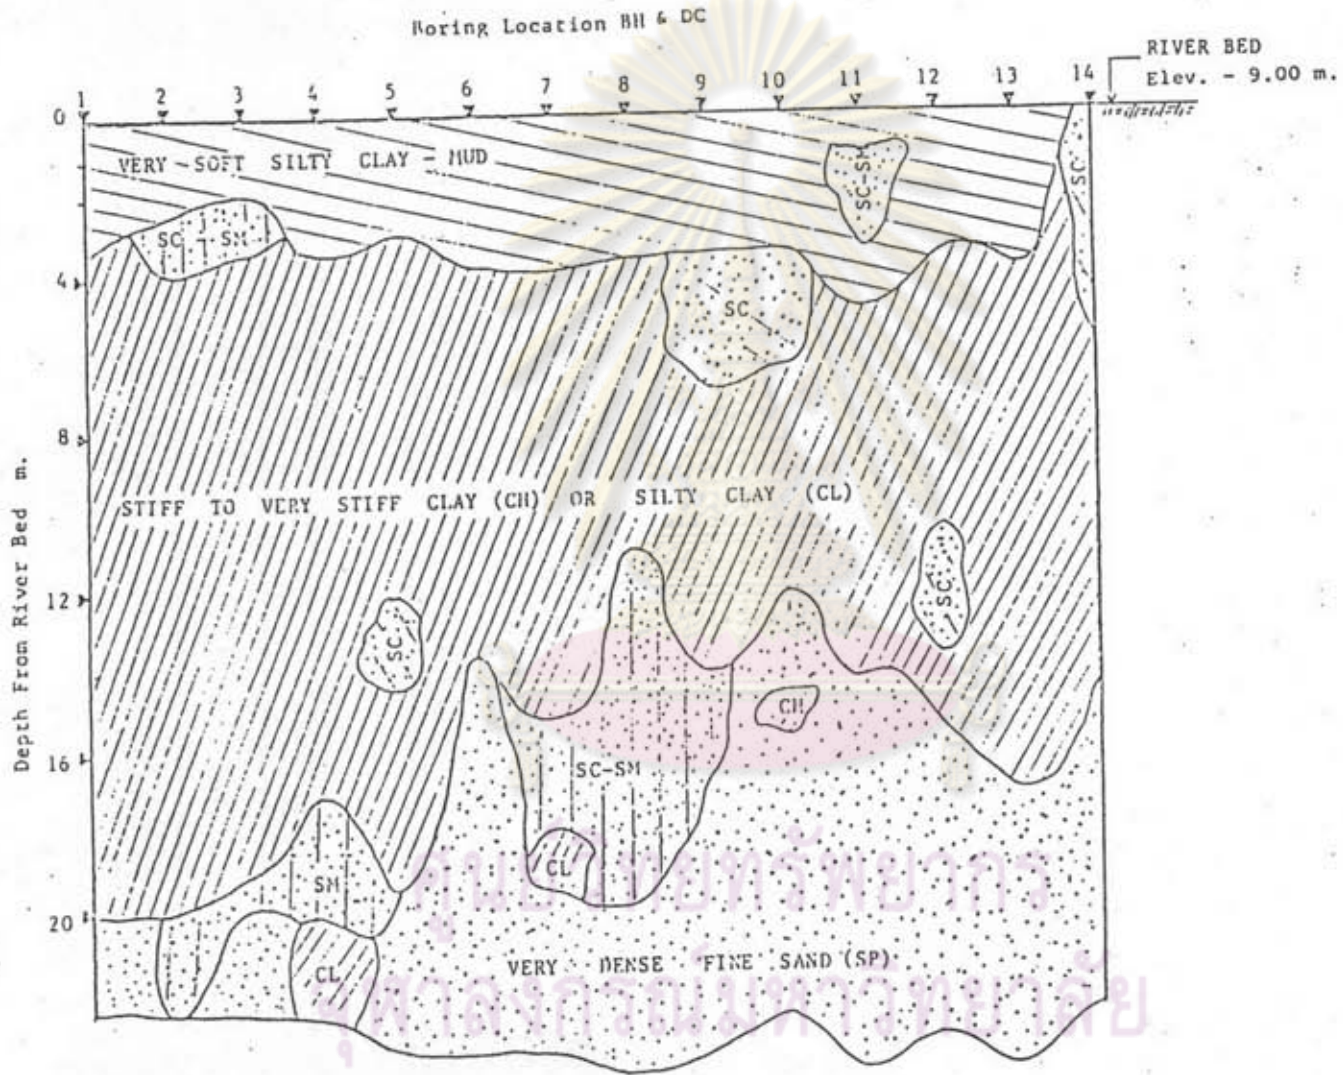 Boring Location BH & DC
RIVER BED
Elev. - 9.00 m.
1 2 3 4 5 6 7 8 9 10 11 12 13 14
0
VERY SOFT SILTY CLAY - MUD
SC-SM
SC
SC SM
4
SC
8
Depth From River Bed m.
STIFF TO VERY STIFF CLAY (CH) OR SILTY CLAY (CL)
SC
12
SC
CH
16
SC-SM
CL
SM
20
CL
VERY DENSE FINE SAND (SP)
ศูนย์วิทยทรัพยากร
จุฬาลงกรณ์มหาวิทยาลัย